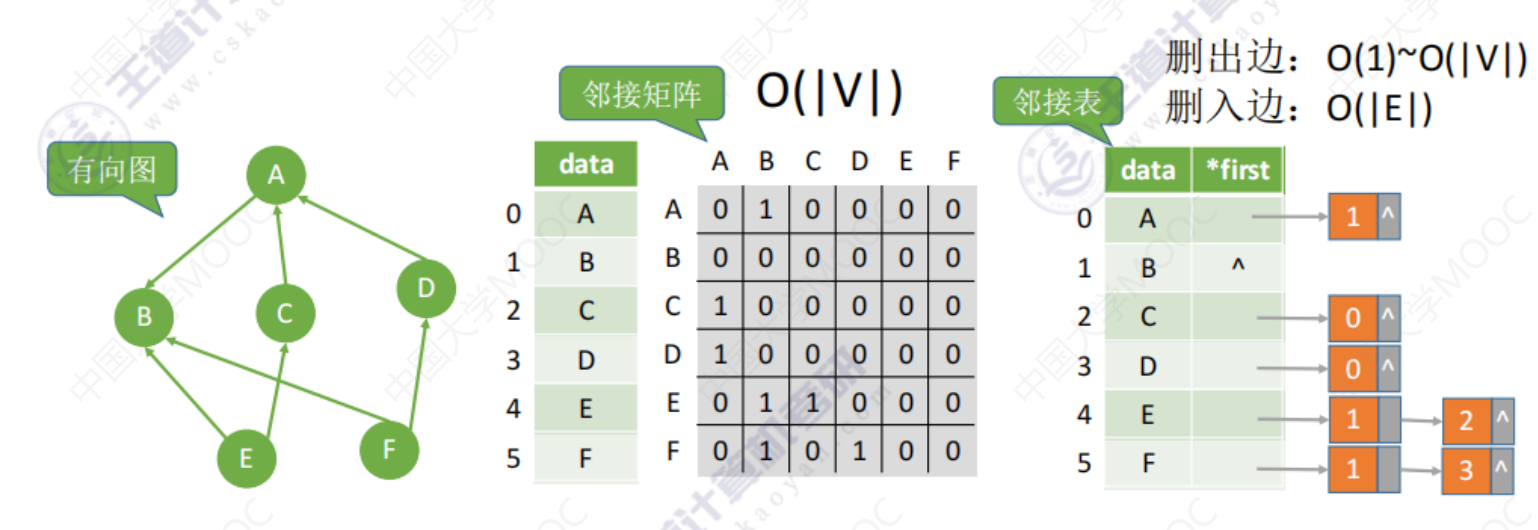 删出边：O(1)~O(|V|)
邻接矩阵 O(|V|)
邻接表 删入边：O(|E|)
有向图
data
A B C D E F
data *first
0 A
1 B
2 C
3 D
4 E
5 F
A 0 1 0 0 0 0
B 0 0 0 0 0 0
C 1 0 0 0 0 0
D 1 0 0 0 0 0
E 0 1 1 0 0 0
F 0 1 0 1 0 0
0 A 1 ^
1 B ^
2 C 0 ^
3 D 0 ^
4 E 1 2 ^
5 F 1 3 ^
A
B C D
E F
王道计算机考研
www.cskaoyan.com
中国大学MOOC